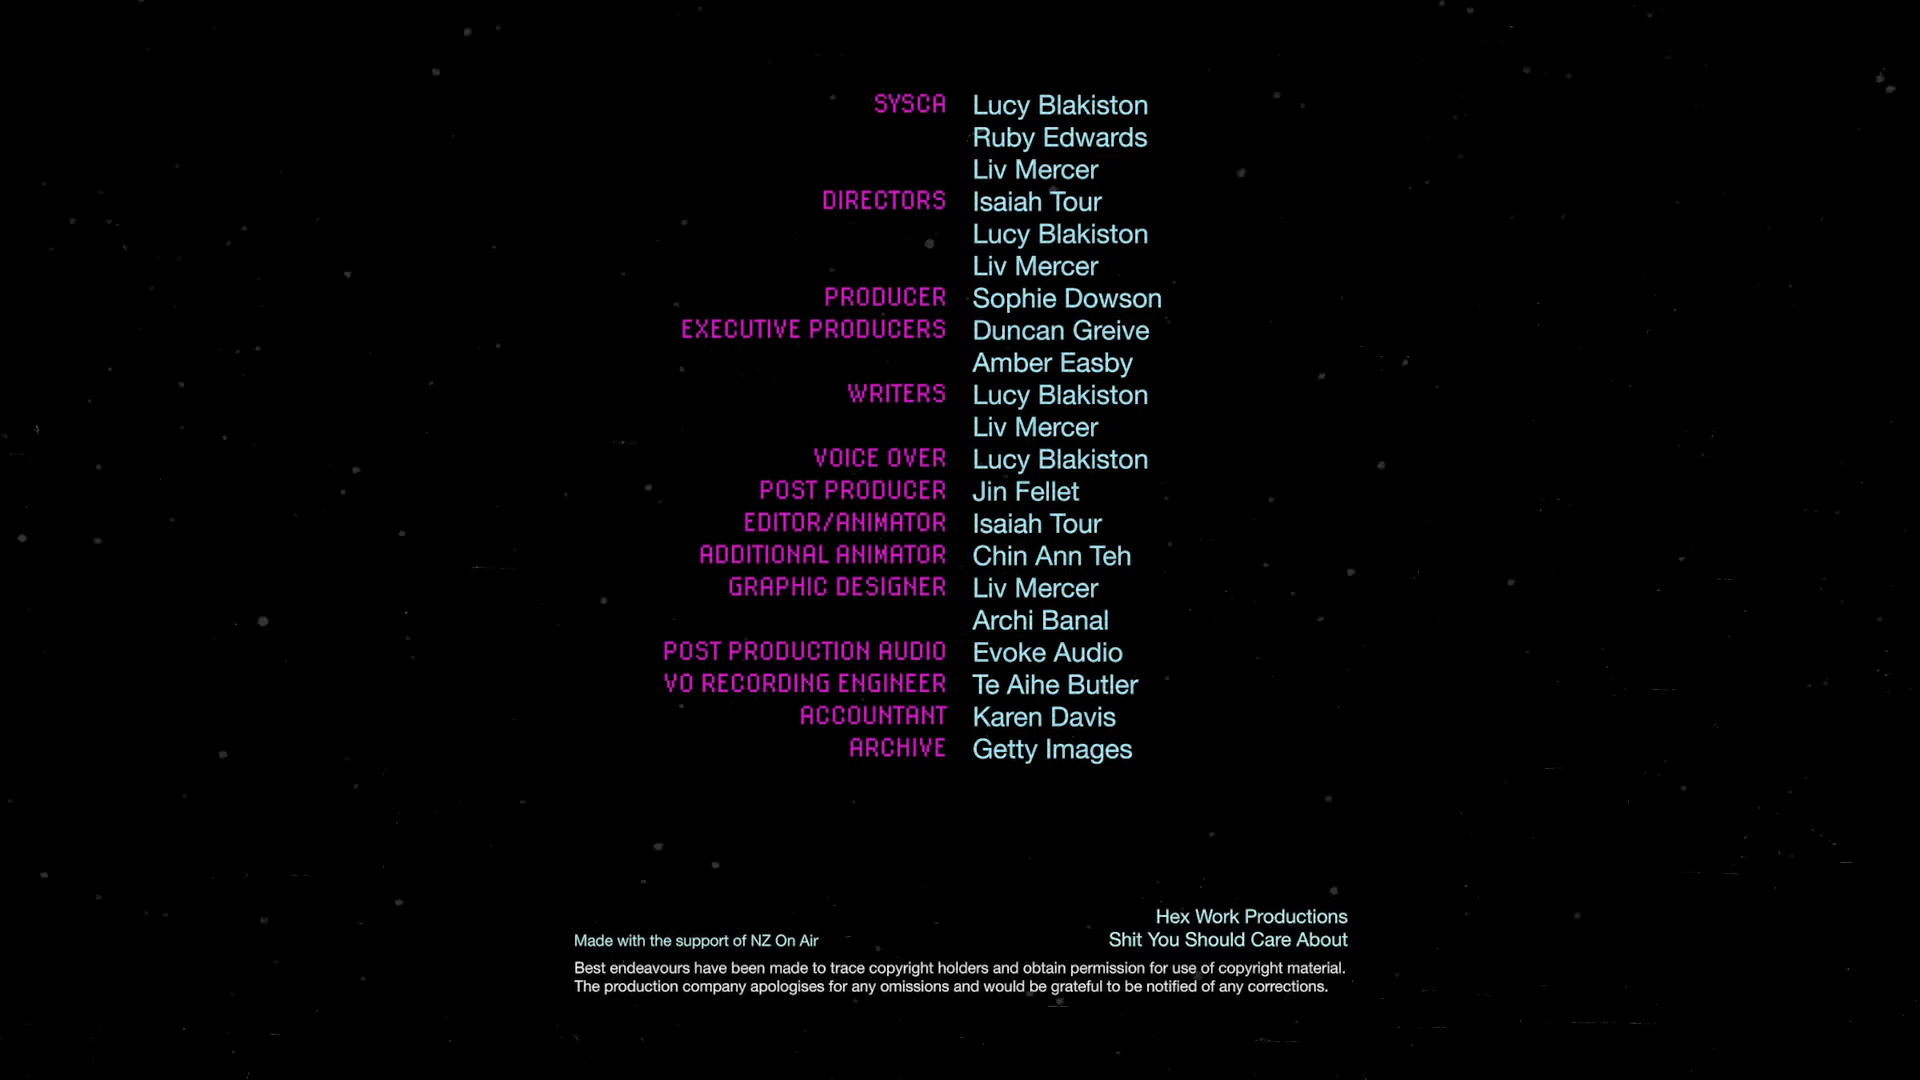 SYSCA Lucy Blakiston
Ruby Edwards
Liv Mercer
DIRECTORS Isaiah Tour
Lucy Blakiston
Liv Mercer
PRODUCER Sophie Dowson
EXECUTIVE PRODUCERS Duncan Greive
Amber Easby
WRITERS Lucy Blakiston
Liv Mercer
VOICE OVER Lucy Blakiston
POST PRODUCER Jin Fellet
EDITOR/ANIMATOR Isaiah Tour
ADDITIONAL ANIMATOR Chin Ann Teh
GRAPHIC DESIGNER Liv Mercer
Archi Banal
POST PRODUCTION AUDIO Evoke Audio
VO RECORDING ENGINEER Te Aihe Butler
ACCOUNTANT Karen Davis
ARCHIVE Getty Images
Hex Work Productions
Made with the support of NZ On Air Shit You Should Care About
Best endeavours have been made to trace copyright holders and obtain permission for use of copyright material.
The production company apologises for any omissions and would be grateful to be notified of any corrections.